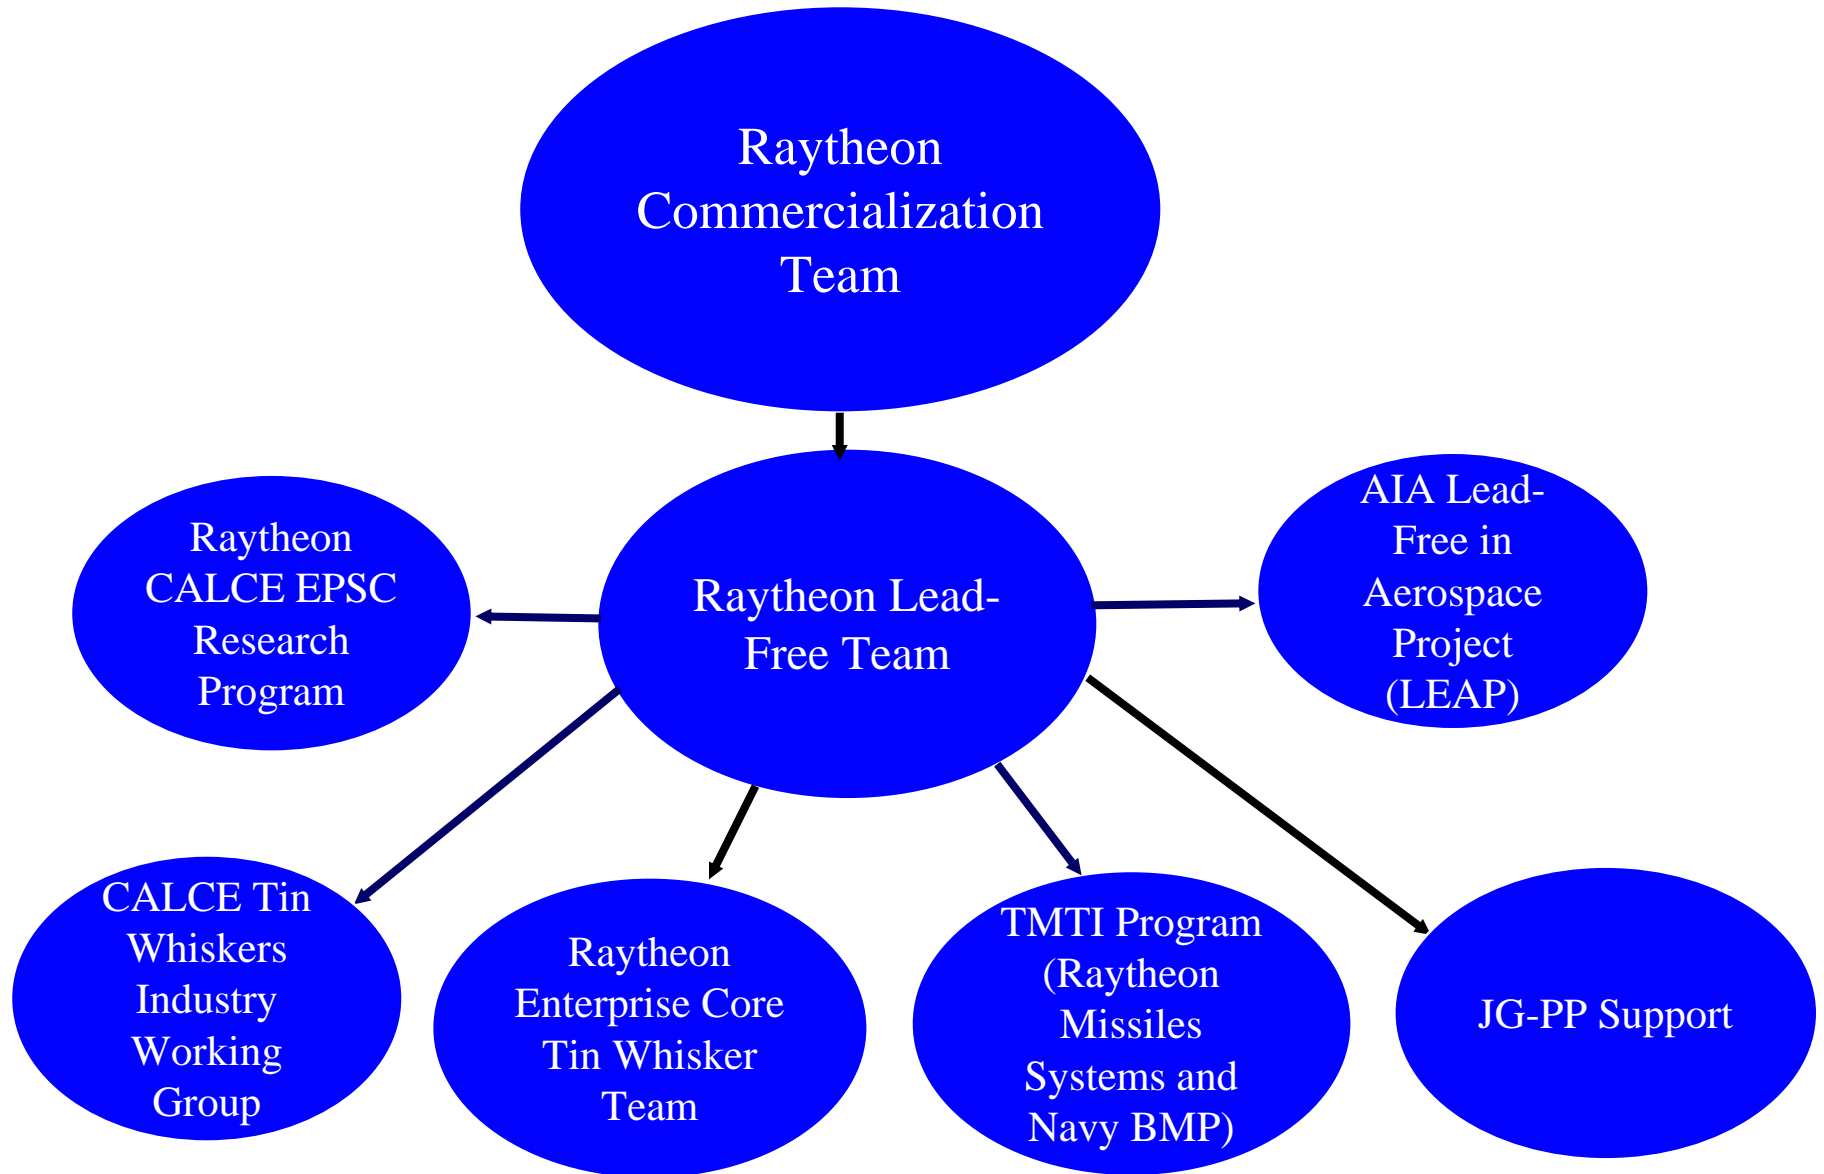 Raytheon
Commercialization
Team
Raytheon
CALCE EPSC
Research
Program
Raytheon Lead-
Free Team
AIA Lead-
Free in
Aerospace
Project
(LEAP)
CALCE Tin
Whiskers
Industry
Working
Group
Raytheon
Enterprise Core
Tin Whisker
Team
TMTI Program
(Raytheon
Missiles
Systems and
Navy BMP)
JG-PP Support